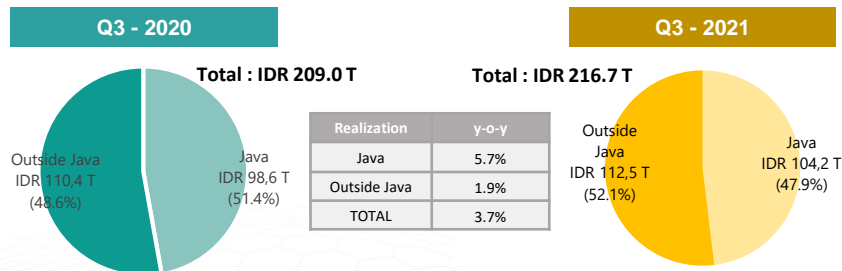 Q3 - 2020
Q3 - 2021
Total : IDR 209.0 T
Total : IDR 216.7 T
Outside Java
IDR 110,4 T
(48.6%)
Java
IDR 98,6 T
(51.4%)
Realization y-o-y
Java 5.7%
Outside Java 1.9%
TOTAL 3.7%
Outside
Java
IDR 112,5 T
(52.1%)
Java
IDR 104,2 T
(47.9%)